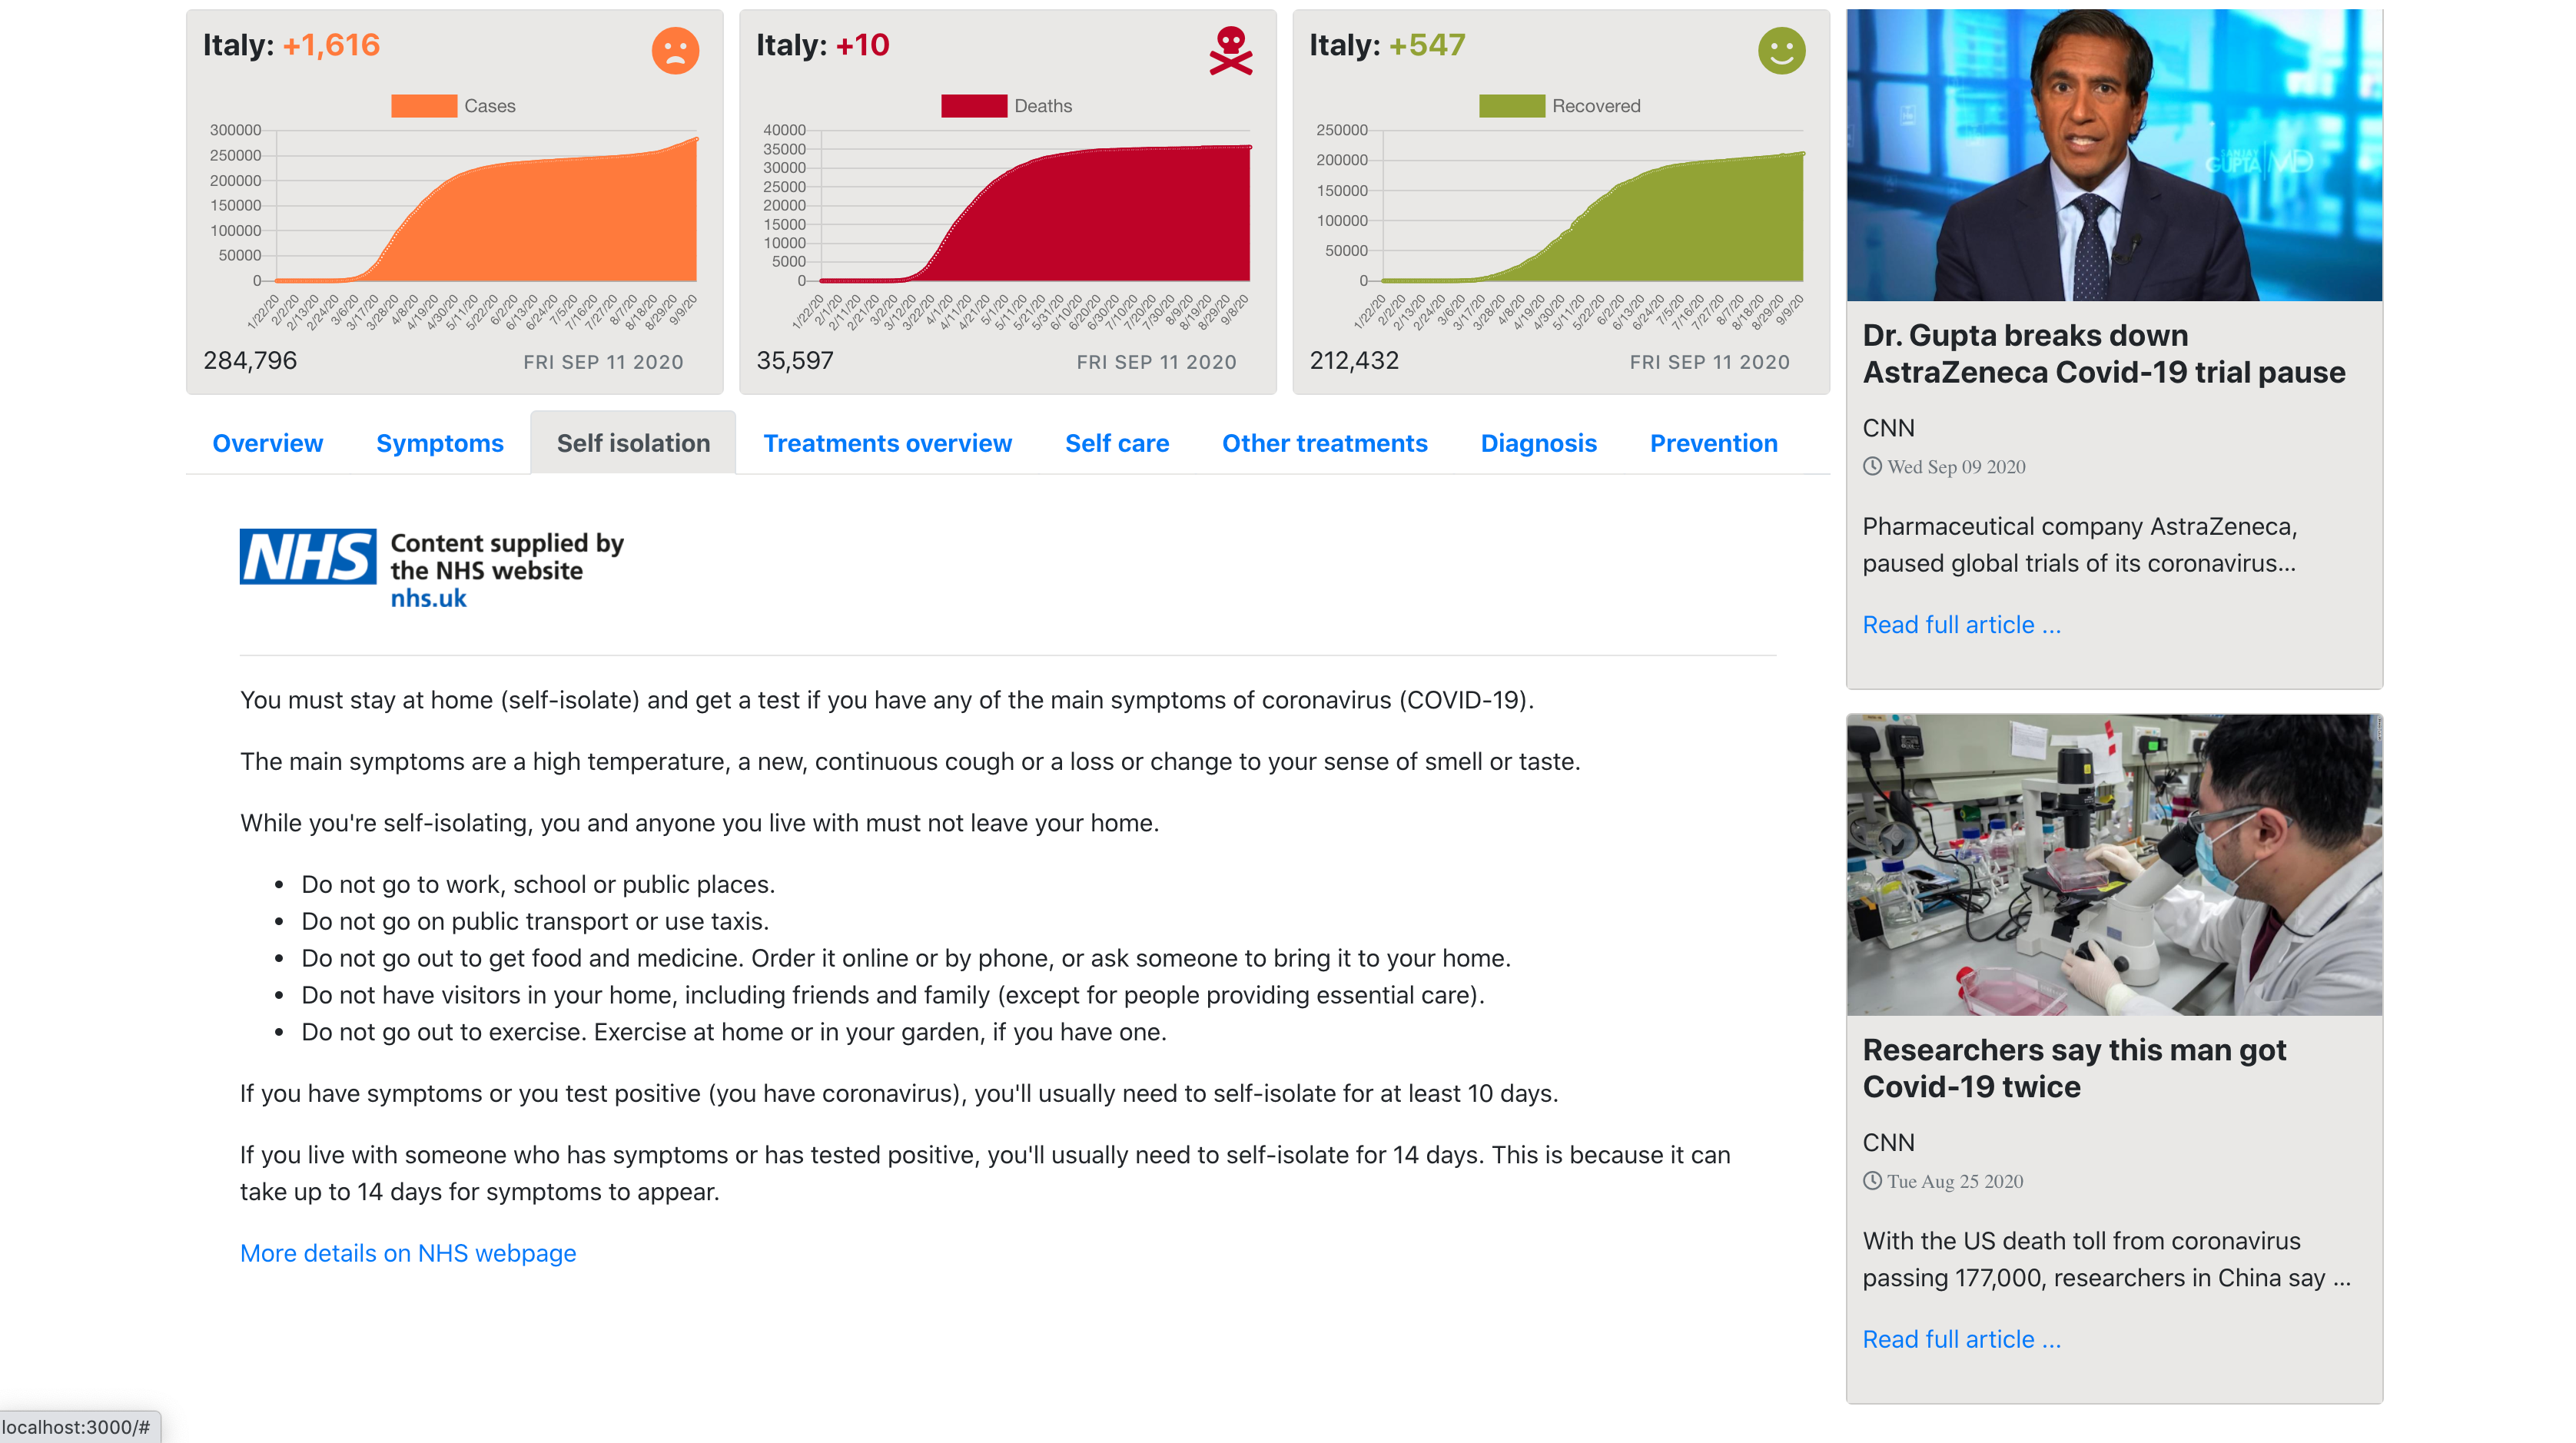 Italy: +1,616
Cases
300000
250000
200000
150000
100000
50000
0
1/22/20
2/2/20
2/13/20
2/24/20
3/6/20
3/17/20
3/28/20
4/8/20
4/19/20
4/30/20
5/11/20
5/22/20
6/2/20
6/13/20
6/24/20
7/5/20
7/16/20
7/27/20
8/7/20
8/18/20
8/29/20
9/9/20
284,796
FRI SEP 11 2020
Italy: +10
Deaths
40000
35000
30000
25000
20000
15000
10000
5000
0
1/22/20
2/1/20
2/11/20
2/21/20
3/2/20
3/12/20
3/22/20
4/1/20
4/11/20
4/21/20
5/1/20
5/11/20
5/21/20
5/31/20
6/10/20
6/20/20
6/30/20
7/10/20
7/20/20
7/30/20
8/9/20
8/19/20
8/29/20
9/8/20
35,597
FRI SEP 11 2020
Italy: +547
Recovered
250000
200000
150000
100000
50000
0
1/22/20
2/2/20
2/13/20
2/24/20
3/6/20
3/17/20
3/28/20
4/8/20
4/19/20
4/30/20
5/11/20
5/22/20
6/2/20
6/13/20
6/24/20
7/5/20
7/16/20
7/27/20
8/7/20
8/18/20
8/29/20
9/9/20
212,432
FRI SEP 11 2020
Overview
Symptoms
Self isolation
Treatments overview
Self care
Other treatments
Diagnosis
Prevention
NHS
Content supplied by
the NHS website
nhs.uk
You must stay at home (self-isolate) and get a test if you have any of the main symptoms of coronavirus (COVID-19).
The main symptoms are a high temperature, a new, continuous cough or a loss or change to your sense of smell or taste.
While you're self-isolating, you and anyone you live with must not leave your home.
• Do not go to work, school or public places.
• Do not go on public transport or use taxis.
• Do not go out to get food and medicine. Order it online or by phone, or ask someone to bring it to your home.
• Do not have visitors in your home, including friends and family (except for people providing essential care).
• Do not go out to exercise. Exercise at home or in your garden, if you have one.
If you have symptoms or you test positive (you have coronavirus), you'll usually need to self-isolate for at least 10 days.
If you live with someone who has symptoms or has tested positive, you'll usually need to self-isolate for 14 days. This is because it can
take up to 14 days for symptoms to appear.
More details on NHS webpage
SANJAY
GUPTA MD
Dr. Gupta breaks down
AstraZeneca Covid-19 trial pause
CNN
Wed Sep 09 2020
Pharmaceutical company AstraZeneca,
paused global trials of its coronavirus...
Read full article ...
Researchers say this man got
Covid-19 twice
CNN
Tue Aug 25 2020
With the US death toll from coronavirus
passing 177,000, researchers in China say ...
Read full article ...
localhost:3000/#